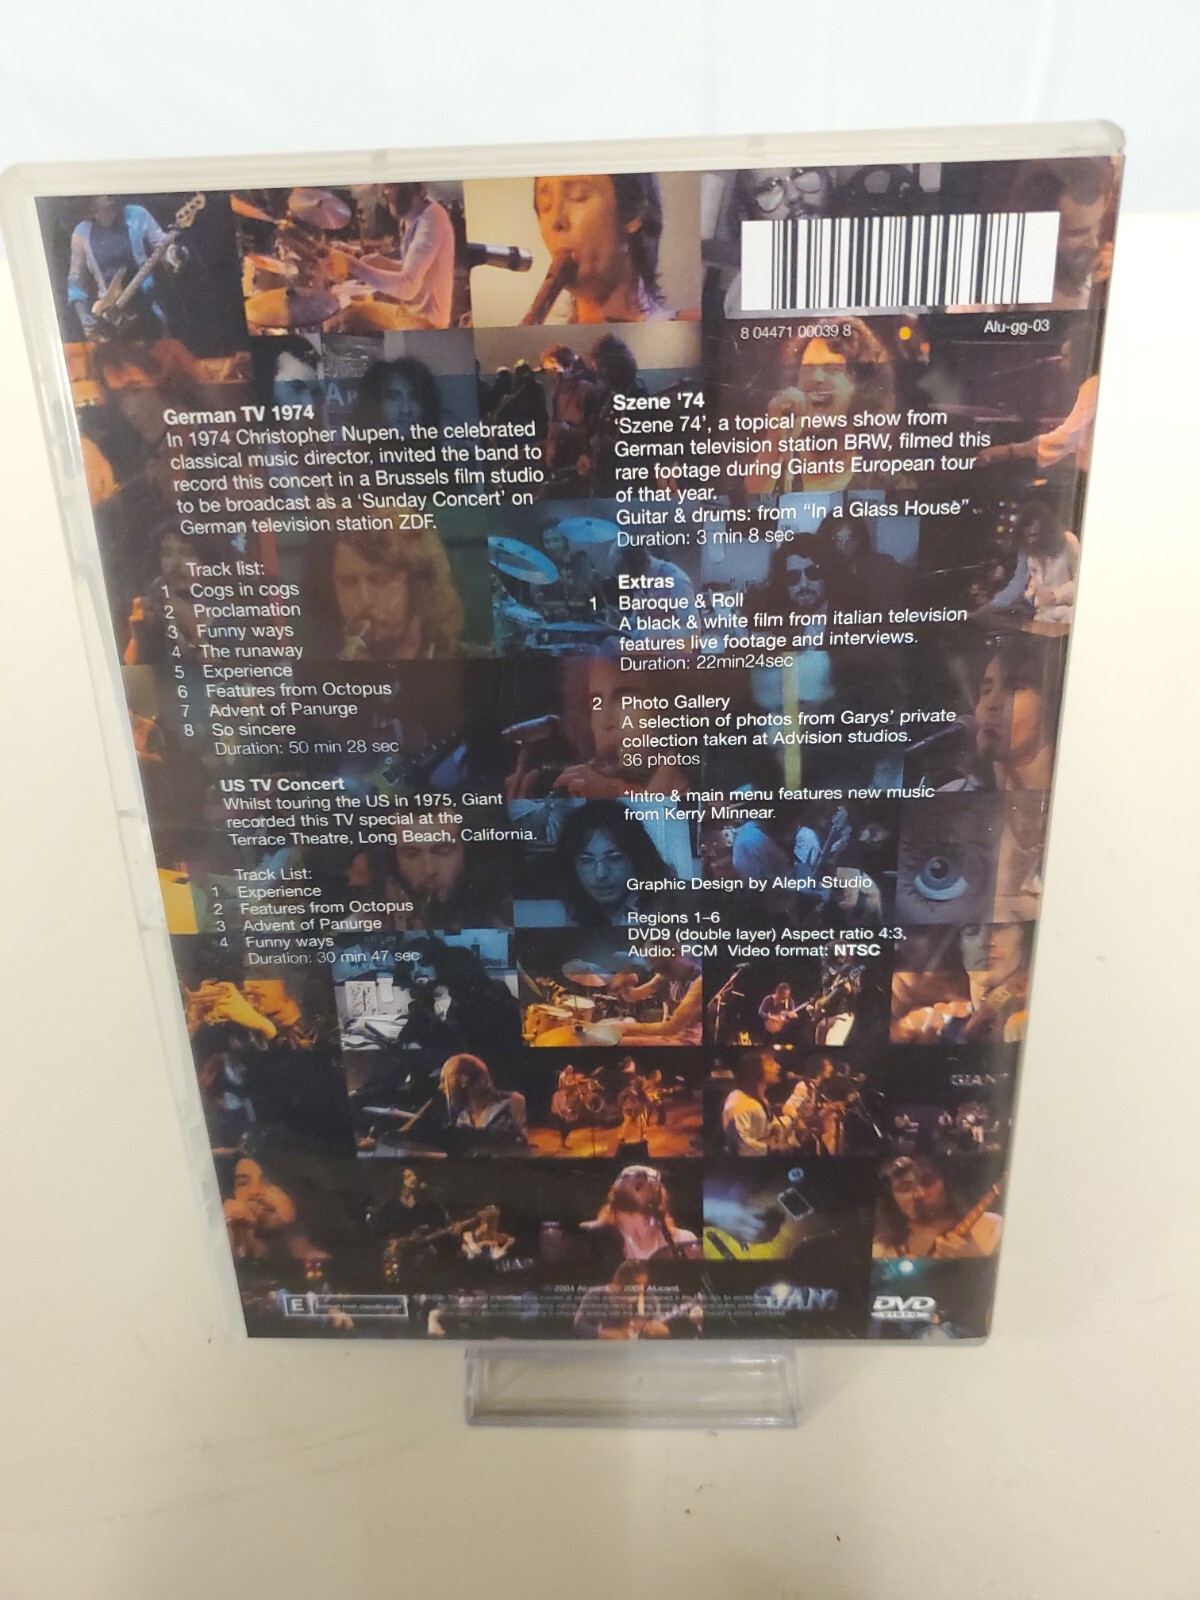 8 04471 00039 8
Alu-gg-03
German TV 1974
In 1974 Christopher Nupen, the celebrated
classical music director, invited the band to
record this concert in a Brussels film studio
to be broadcast as a ‘Sunday Concert’ on
German television station ZDF.
Track list:
1 Cogs in cogs
2 Proclamation
3 Funny ways
4 The runaway
5 Experience
6 Features from Octopus
7 Advent of Panurge
8 So sincere
Duration: 50 min 28 sec
US TV Concert
Whilst touring the US in 1975, Giant
recorded this TV special at the
Terrace Theatre, Long Beach, California.
Track List:
1 Experience
2 Features from Octopus
3 Advent of Panurge
4 Funny ways
Duration: 30 min 47 sec
Szene '74
‘Szene 74’, a topical news show from
German television station BRW, filmed this
rare footage during Giants European tour
of that year.
Guitar & drums: from “In a Glass House”
Duration: 3 min 8 sec
Extras
1 Baroque & Roll
A black & white film from italian television
features live footage and interviews.
Duration: 22min24sec
2 Photo Gallery
A selection of photos from Garys’ private
collection taken at Advision studios.
36 photos
*Intro & main menu features new music
from Kerry Minnear.
Graphic Design by Aleph Studio
Regions 1–6
DVD9 (double layer) Aspect ratio 4:3,
Audio: PCM Video format: NTSC
GIAN
E Exempt from classification
© 2004 Alucard. 2004 Alucard.
DVD
VIDEO